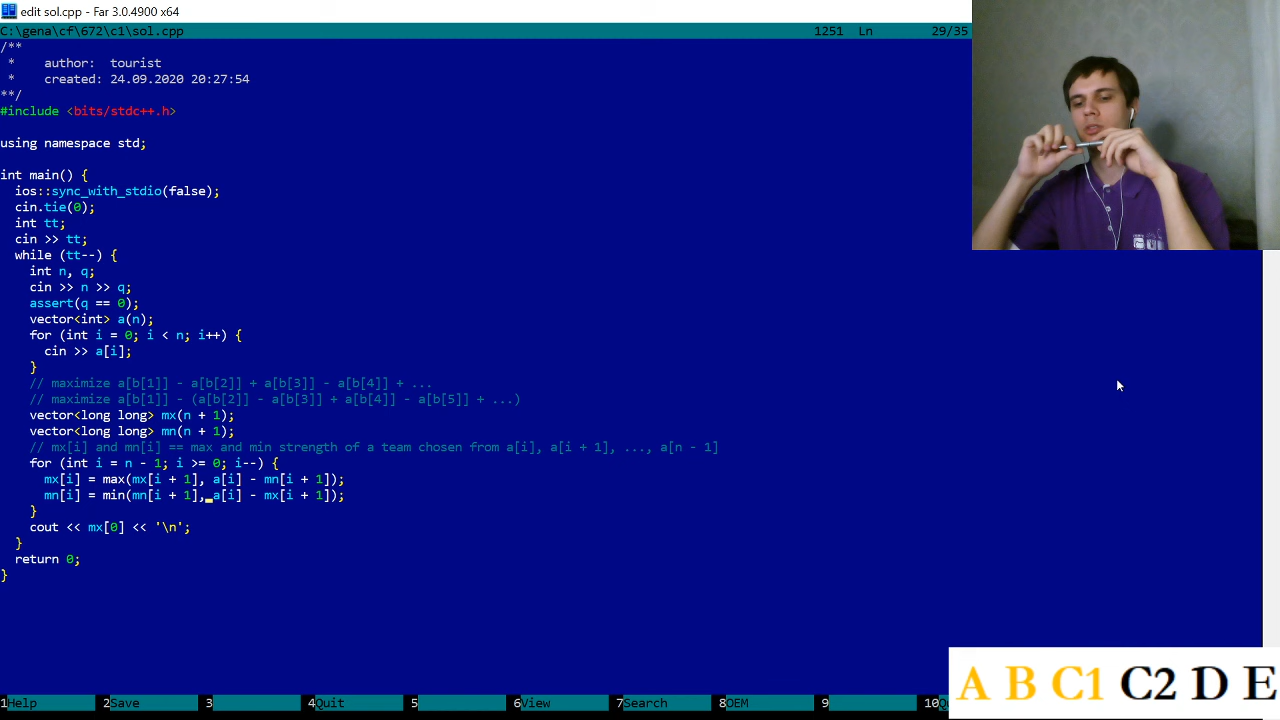 edit sol.cpp - Far 3.0.4900 x64
C:\gena\cf\672\c1\sol.cpp 1251 Ln 29/35
/**
 *    author:  tourist
 *    created: 24.09.2020 20:27:54
**/
#include <bits/stdc++.h>
using namespace std;
int main() {
  ios::sync_with_stdio(false);
  cin.tie(0);
  int tt;
  cin >> tt;
  while (tt--) {
    int n, q;
    cin >> n >> q;
    assert(q == 0);
    vector<int> a(n);
    for (int i = 0; i < n; i++) {
      cin >> a[i];
    }
    // maximize a[b[1]] - a[b[2]] + a[b[3]] - a[b[4]] + ...
    // maximize a[b[1]] - (a[b[2]] - a[b[3]] + a[b[4]] - a[b[5]] + ...)
    vector<long long> mx(n + 1);
    vector<long long> mn(n + 1);
    // mx[i] and mn[i] == max and min strength of a team chosen from a[i], a[i + 1], ..., a[n - 1]
    for (int i = n - 1; i >= 0; i--) {
      mx[i] = max(mx[i + 1], a[i] - mn[i + 1]);
      mn[i] = min(mn[i + 1], a[i] - mx[i + 1]);
    }
    cout << mx[0] << '\n';
  }
  return 0;
}
1Help 2Save 3 4Quit 5 6View 7Search 8OEM 9 10
A B C1 C2 D E